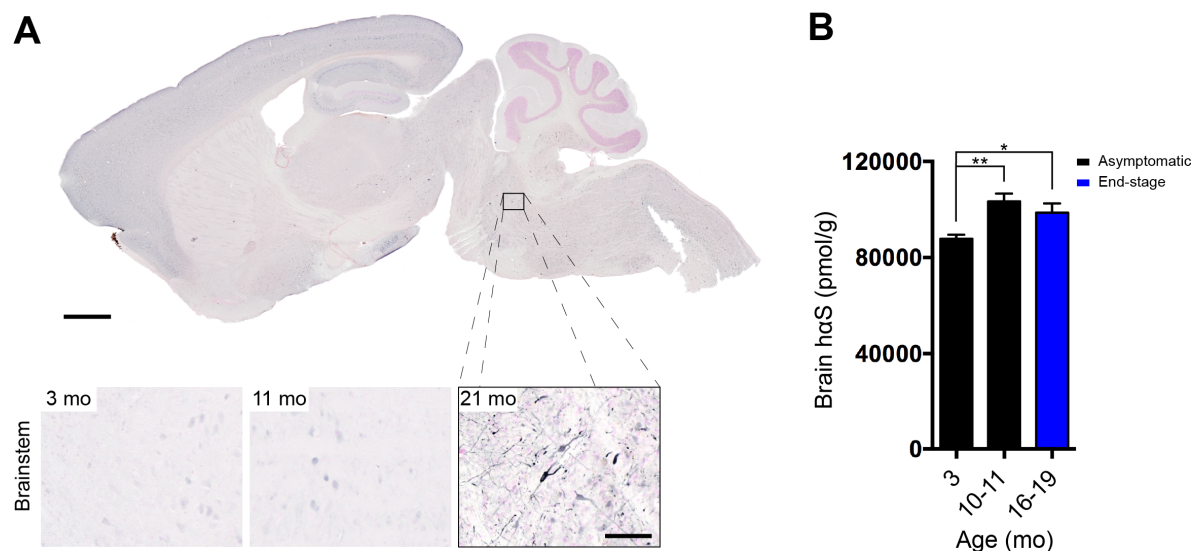 A
3 mo
11 mo
21 mo
Brainstem
B
Asymptomatic
End-stage
*
**
120000
80000
40000
0
Brain hαS (pmol/g)
3
10-11
16-19
Age (mo)